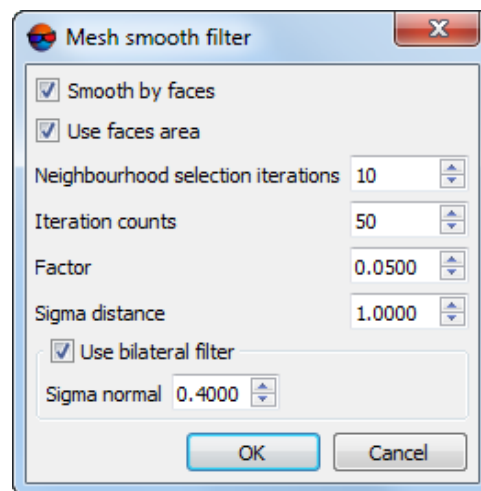 Mesh smooth filter
Smooth by faces
Use faces area
Neighbourhood selection iterations 10
Iteration counts 50
Factor 0.0500
Sigma distance 1.0000
Use bilateral filter
Sigma normal 0.4000
OK Cancel